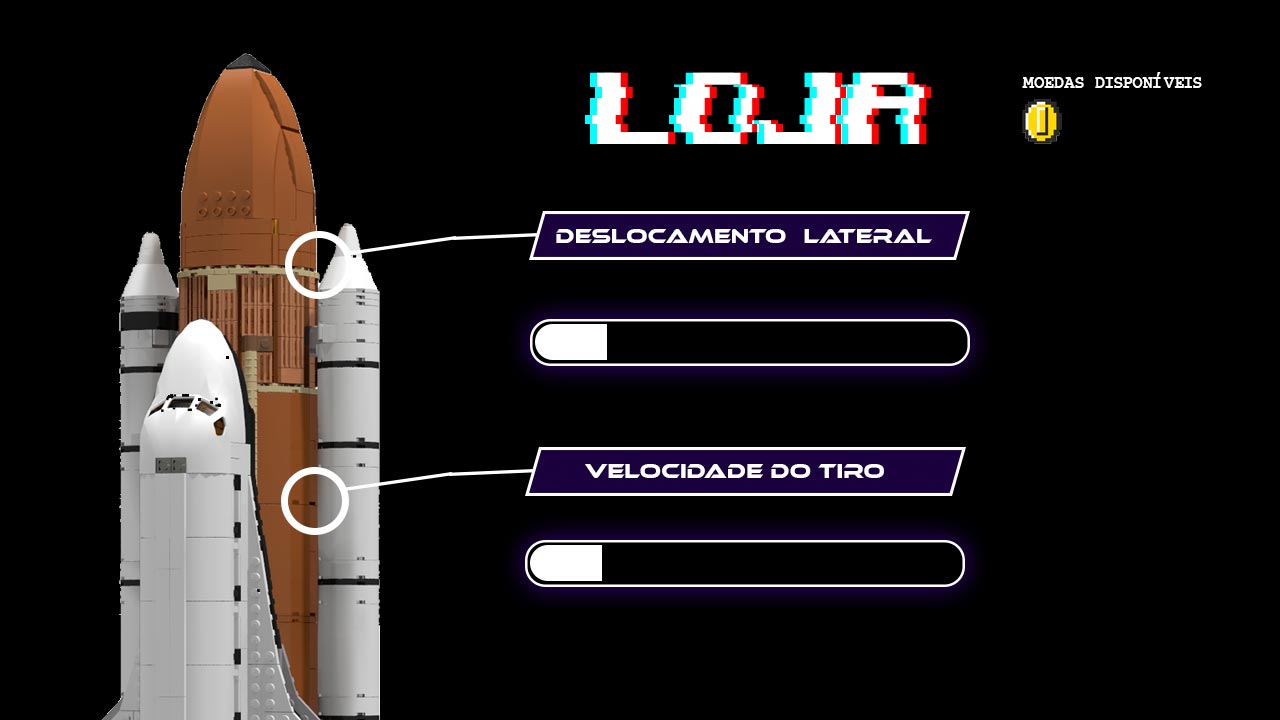 LOJA
MOEDAS DISPONÍVEIS
DESLOCAMENTO LATERAL
VELOCIDADE DO TIRO